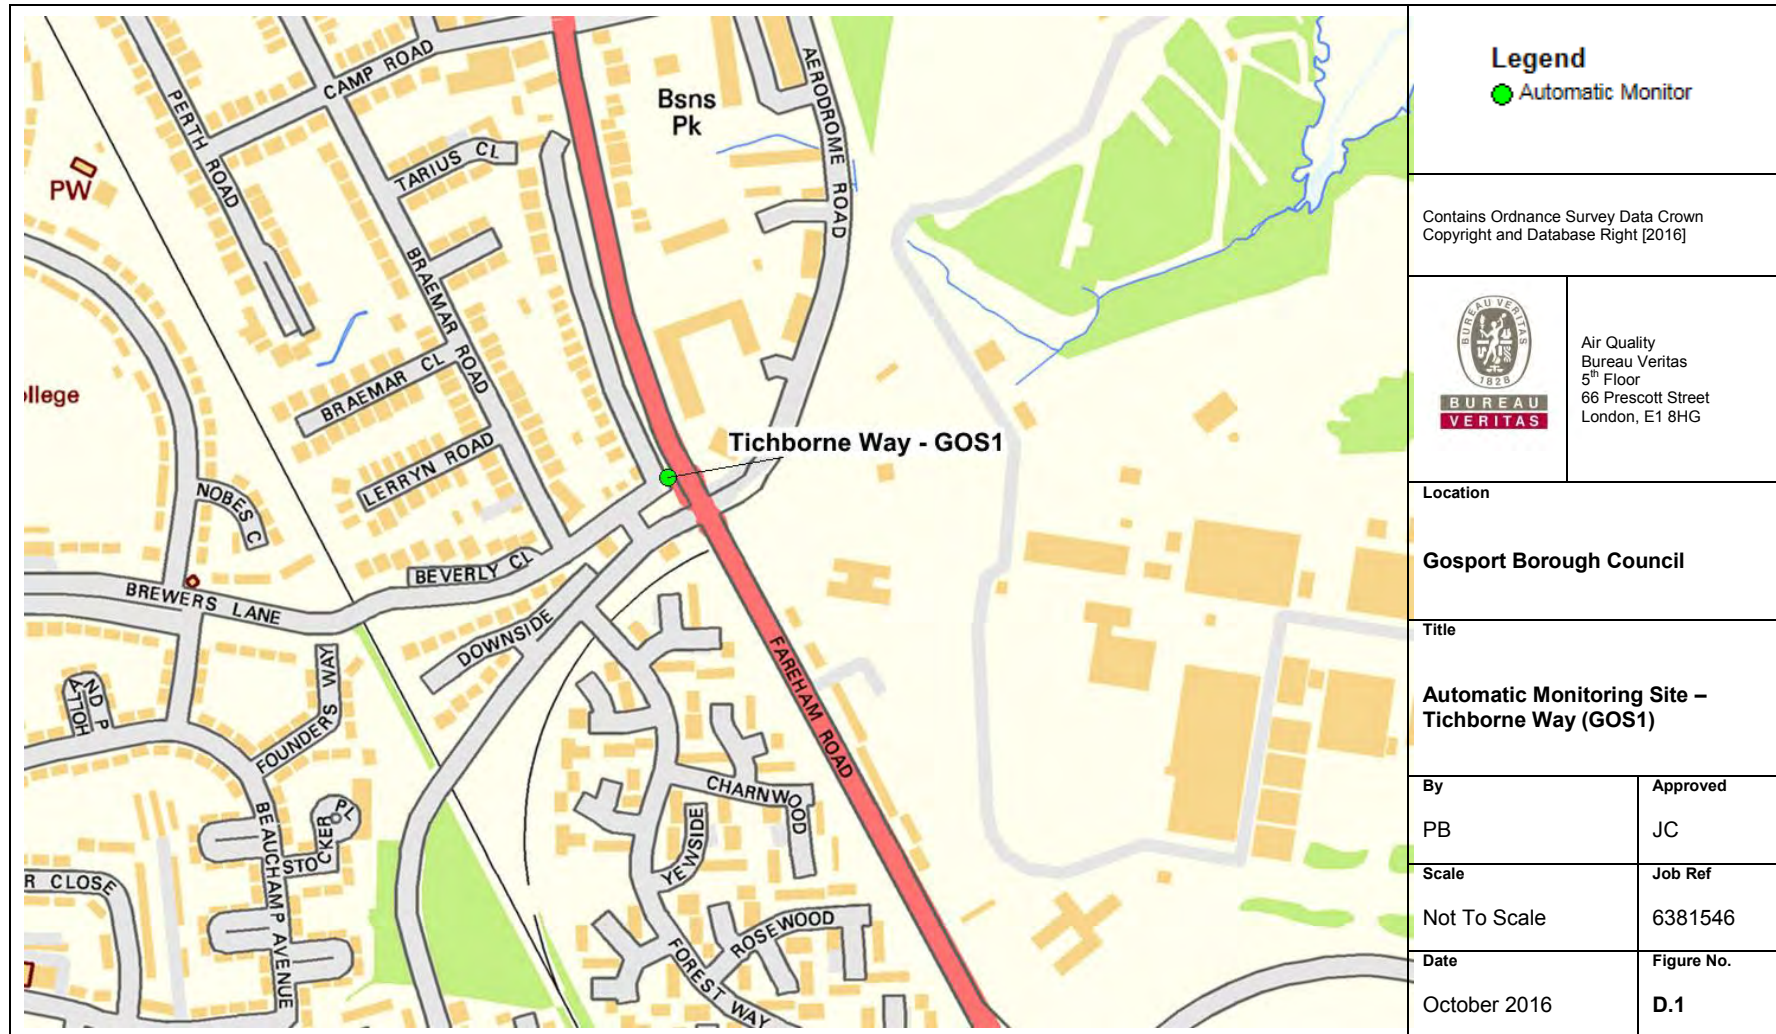 CAMP ROAD
PERTH ROAD
PW
TARIUS CL
Bsns
Pk
AERODROME ROAD
BRAEMAR ROAD
BRAEMAR CL
LERRYN ROAD
llege
NOBES C
Tichborne Way - GOS1
BEVERLY CL
BREWERS LANE
DOWNSIDE
FAREHAM ROAD
FOUNDERS WAY
HOLLA
ND P
CHARNWOOD
YEWSIDE
STOCKER PL
BEAUCHAMP AVENUE
R CLOSE
ROSEWOOD
FOREST WAY
Legend
Automatic Monitor
Contains Ordnance Survey Data Crown
Copyright and Database Right [2016]
BUREAU VERITAS
1828
BUREAU
VERITAS
Air Quality
Bureau Veritas
5th Floor
66 Prescott Street
London, E1 8HG
Location
Gosport Borough Council
Title
Automatic Monitoring Site –
Tichborne Way (GOS1)
By
PB
Approved
JC
Scale
Not To Scale
Job Ref
6381546
Date
October 2016
Figure No.
D.1